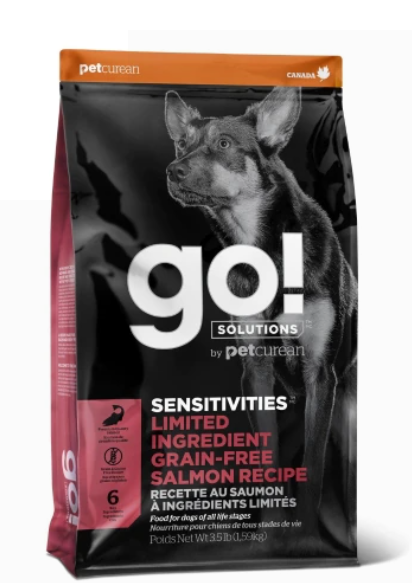 petcurean
CANADA
go!
SOLUTIONS
by petcurean
SENSITIVITIES
LIMITED
INGREDIENT
GRAIN-FREE
SALMON RECIPE
RECETTE AU SAUMON
À INGRÉDIENTS LIMITÉS
Food for dogs of all life stages
Nourriture pour chiens de tous stades de vie
Poids Net Wt 3.5 lb (1,59kg)
6
go!